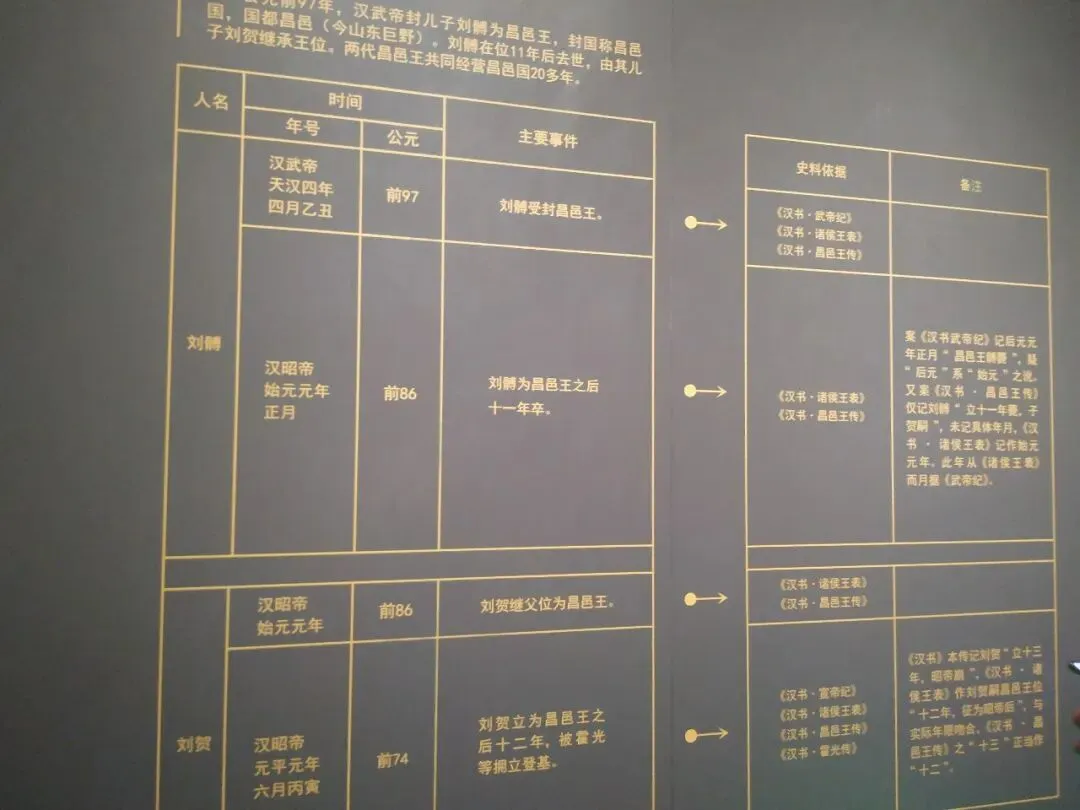 公元前97年，汉武帝封儿子刘髆为昌邑王，封国称昌邑
国，国都昌邑（今山东巨野）。刘髆在位11年后去世，由其儿
子刘贺继承王位。两代昌邑王共同经营昌邑国20多年。
人名
时间
年号
公元
主要事件
史料依据
备注
刘髆
汉武帝
天汉四年
四月乙丑
前97
刘髆受封昌邑王。
《汉书·武帝纪》
《汉书·诸侯王表》
《汉书·昌邑王传》
汉昭帝
始元元年
正月
前86
刘髆为昌邑王之后
十一年卒。
《汉书·诸侯王表》
《汉书·昌邑王传》
案《汉书武帝纪》记后元元
年正月“昌邑王髆薨”，疑
“后元”系“始元”之讹。
又案《汉书·昌邑王传》
仅记刘髆“立十一年薨，子
贺嗣”，未记具体年月，《汉
书·诸侯王表》记作始元
元年。此年从《诸侯王表》
而月据《武帝纪》。
刘贺
汉昭帝
始元元年
前86
刘贺继父位为昌邑王。
《汉书·诸侯王表》
《汉书·昌邑王传》
汉昭帝
元平元年
六月丙寅
前74
刘贺立为昌邑王之
后十二年，被霍光
等拥立登基。
《汉书·宣帝纪》
《汉书·诸侯王表》
《汉书·昌邑王传》
《汉书·霍光传》
《汉书》本传记刘贺“立十三
年，昭帝崩”，《汉书·诸
侯王表》作刘贺嗣昌邑王位
“十二年，征为昭帝后”，与
实际年限吻合，《汉书·昌
邑王传》之“十三”正当作
“十二”。